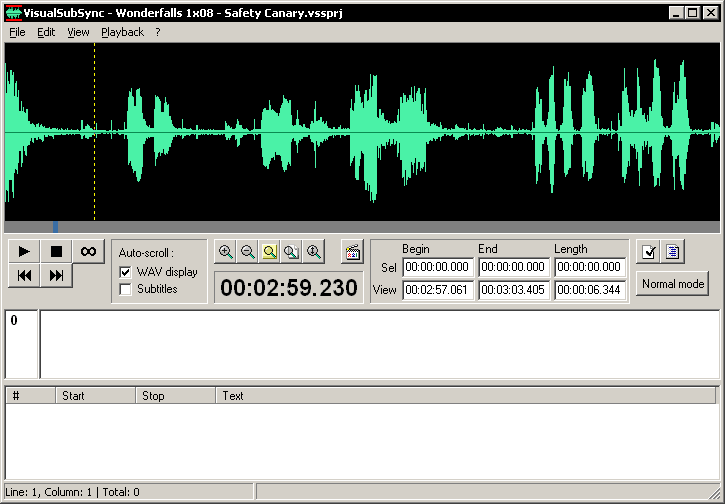 VisualSubSync - Wonderfalls 1x08 - Safety Canary.vssprj
File Edit View Playback ?
Auto-scroll :
WAV display
Subtitles
00:02:59.230
Begin End Length
Sel 00:00:00.000 00:00:00.000 00:00:00.000
View 00:02:57.061 00:03:03.405 00:00:06.344
Normal mode
0
# Start Stop Text
Line: 1, Column: 1 | Total: 0